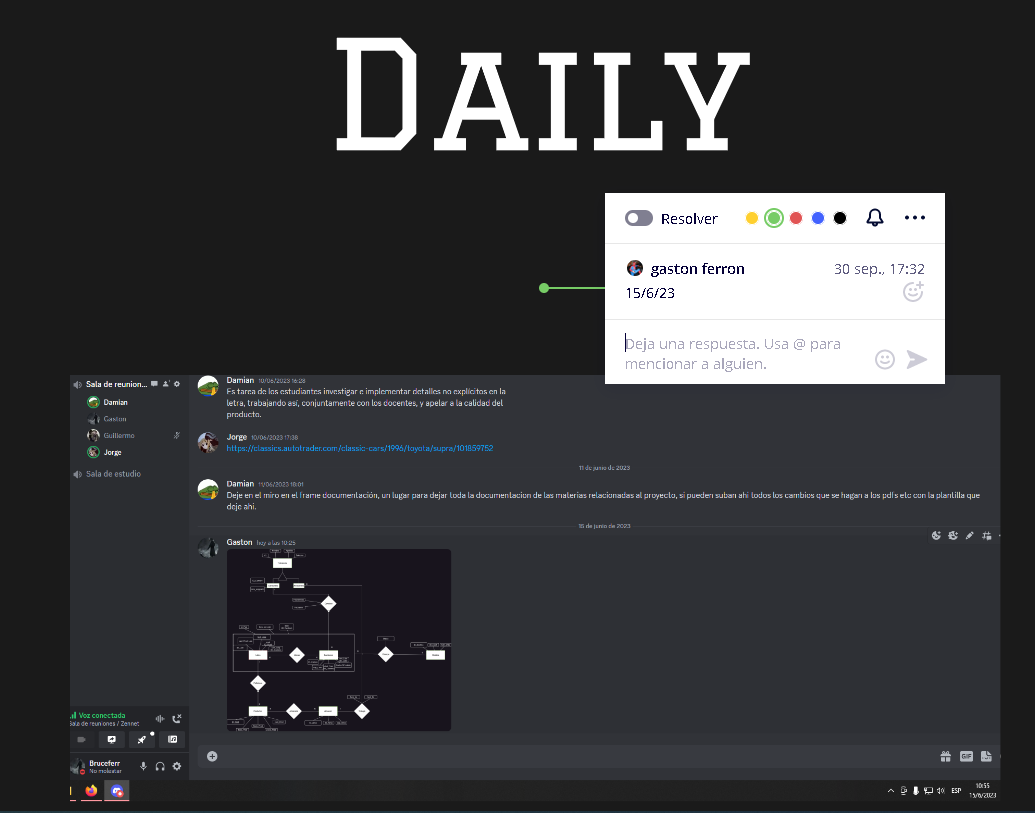 DAILY
Resolver
gaston ferron 30 sep., 17:32
15/6/23
Deja una respuesta. Usa @ para
mencionar a alguien.
Sala de reunion...
Damian
Gaston
Guillermo
Jorge
Sala de estudio
Damian 10/06/2023 16:28
Es tarea de los estudiantes investigar e implementar detalles no explícitos en la
letra, trabajando así, conjuntamente con los docentes, y apelar a la calidad del
producto.
Jorge 10/06/2023 17:38
https://classics.autotrader.com/classic-cars/1996/toyota/supra/101859752
11 de junio de 2023
Damian 11/06/2023 18:01
Deje en el miro en el frame documentación, un lugar para dejar toda la documentacion de las materias relacionadas al proyecto, si pueden suban ahi todos los cambios que se hagan a los pdfs etc con la plantilla que
deje ahi.
15 de junio de 2023
Gaston hoy a las 10:25
Voz conectada
Sala de reuniones / Zennet
Bruceferr
No molestar
GIF
ESP
10:55
15/6/2023